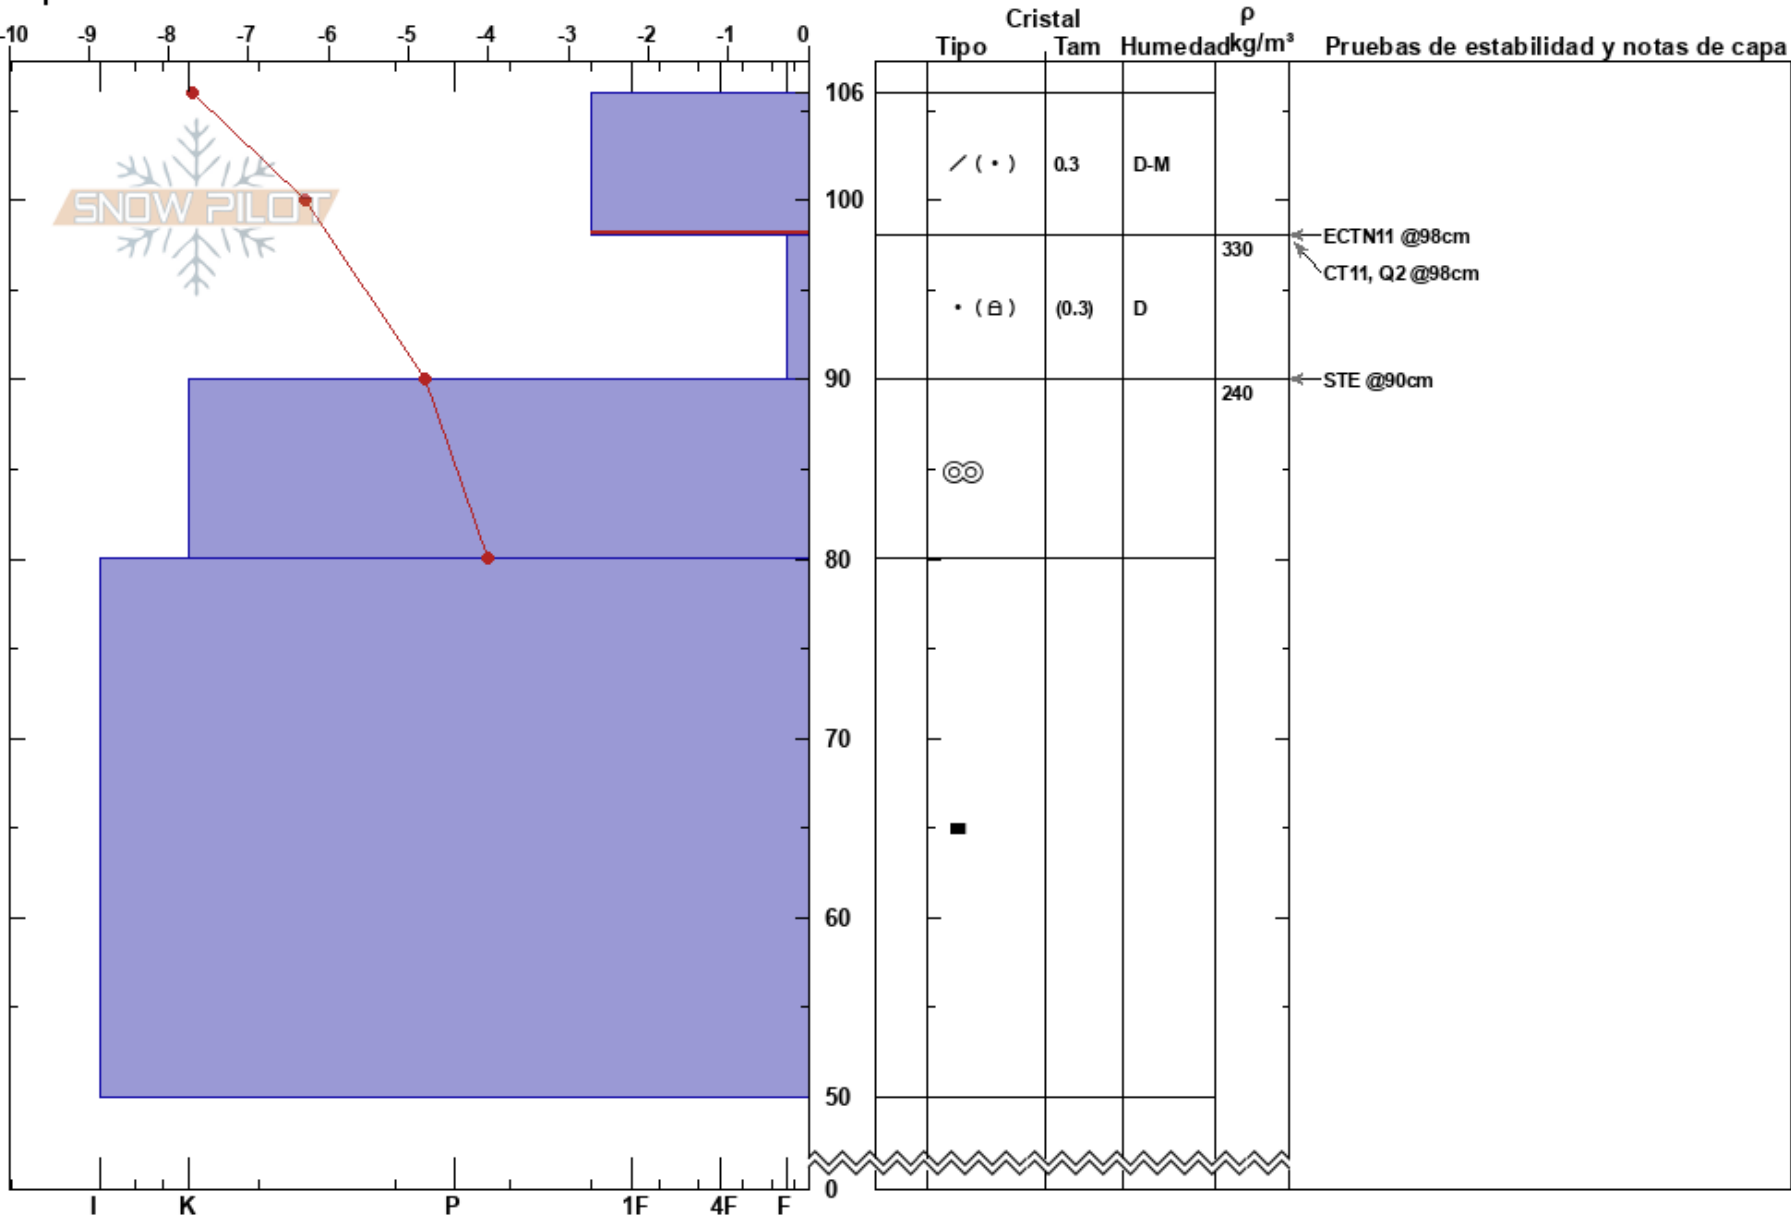 Cristal
ρ
-10 -9 -8 -7 -6 -5 -4 -3 -2 -1 0
Tipo Tam Humedad kg/m³ Pruebas de estabilidad y notas de capa
106
SNOW PILOT
/ ( • ) 0.3 D-M
100
ECTN11 @98cm
330
CT11, Q2 @98cm
• ( ) (0.3) D
90
STE @90cm
240
80
70
60
50
0
I K P 1F 4F F